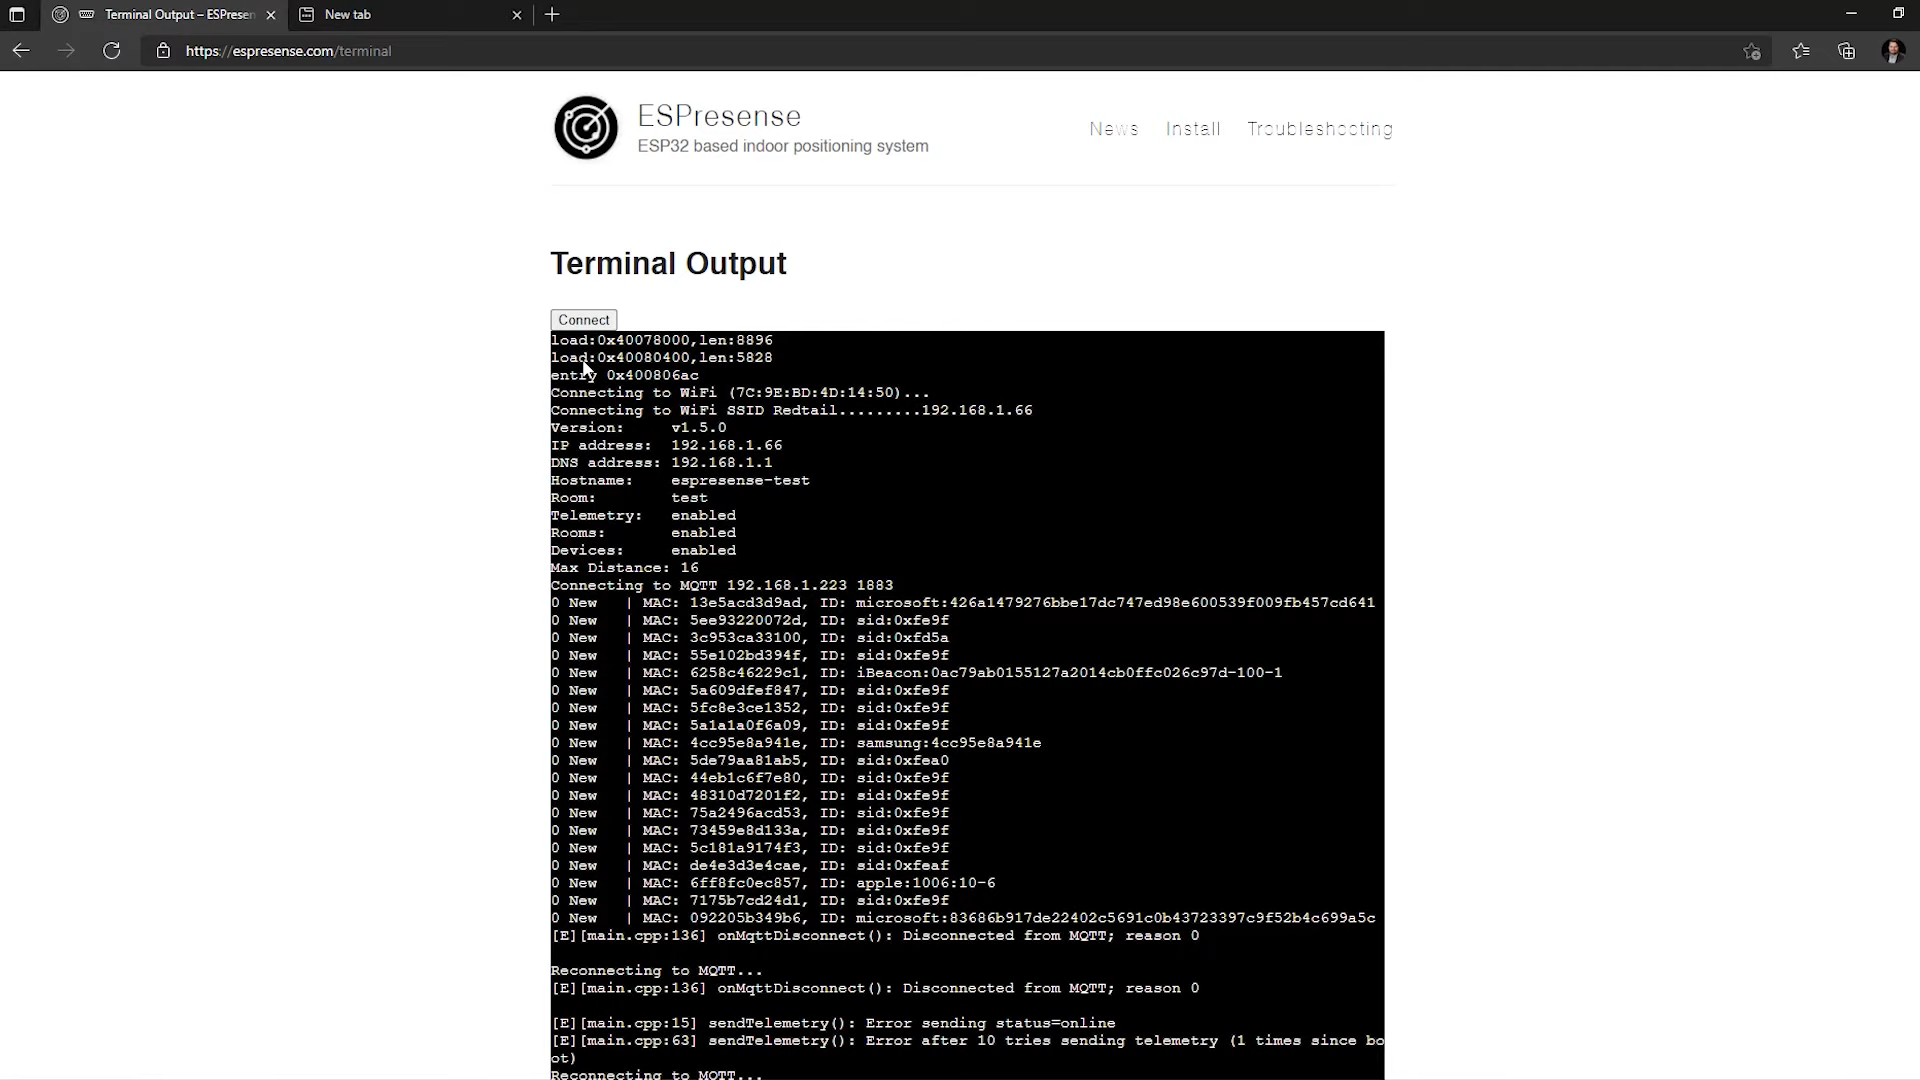 Terminal Output – ESPresen
New tab
https://espresense.com/terminal
ESPresense
ESP32 based indoor positioning system
News Install Troubleshooting
Terminal Output
Connect
load:0x40078000,len:8896
load:0x40080400,len:5828
entry 0x400806ac
Connecting to WiFi (7C:9E:BD:4D:14:50)...
Connecting to WiFi SSID Redtail.........192.168.1.66
Version: v1.5.0
IP address: 192.168.1.66
DNS address: 192.168.1.1
Hostname: espresense-test
Room: test
Telemetry: enabled
Rooms: enabled
Devices: enabled
Max Distance: 16
Connecting to MQTT 192.168.1.223 1883
0 New | MAC: 13e5acd3d9ad, ID: microsoft:426a1479276bbe17dc747ed98e600539f009fb457cd641
0 New | MAC: 5ee93220072d, ID: sid:0xfe9f
0 New | MAC: 3c953ca33100, ID: sid:0xfd5a
0 New | MAC: 55e102bd394f, ID: sid:0xfe9f
0 New | MAC: 6258c46229c1, ID: iBeacon:0ac79ab0155127a2014cb0ffc026c97d-100-1
0 New | MAC: 5a609dfef847, ID: sid:0xfe9f
0 New | MAC: 5fc8e3ce1352, ID: sid:0xfe9f
0 New | MAC: 5a1a1a0f6a09, ID: sid:0xfe9f
0 New | MAC: 4cc95e8a941e, ID: samsung:4cc95e8a941e
0 New | MAC: 5de79aa81ab5, ID: sid:0xfea0
0 New | MAC: 44eb1c6f7e80, ID: sid:0xfe9f
0 New | MAC: 48310d7201f2, ID: sid:0xfe9f
0 New | MAC: 75a2496acd53, ID: sid:0xfe9f
0 New | MAC: 73459e8d133a, ID: sid:0xfe9f
0 New | MAC: 5c181a9174f3, ID: sid:0xfe9f
0 New | MAC: de4e3d3e4cae, ID: sid:0xfeaf
0 New | MAC: 6ff8fc0ec857, ID: apple:1006:10-6
0 New | MAC: 7175b7cd24d1, ID: sid:0xfe9f
0 New | MAC: 092205b349b6, ID: microsoft:83686b917de22402c5691c0b43723397c9f52b4c699a5c
[E][main.cpp:136] onMqttDisconnect(): Disconnected from MQTT; reason 0
Reconnecting to MQTT...
[E][main.cpp:136] onMqttDisconnect(): Disconnected from MQTT; reason 0
[E][main.cpp:15] sendTelemetry(): Error sending status=online
[E][main.cpp:63] sendTelemetry(): Error after 10 tries sending telemetry (1 times since bo
ot)
Reconnecting to MQTT...